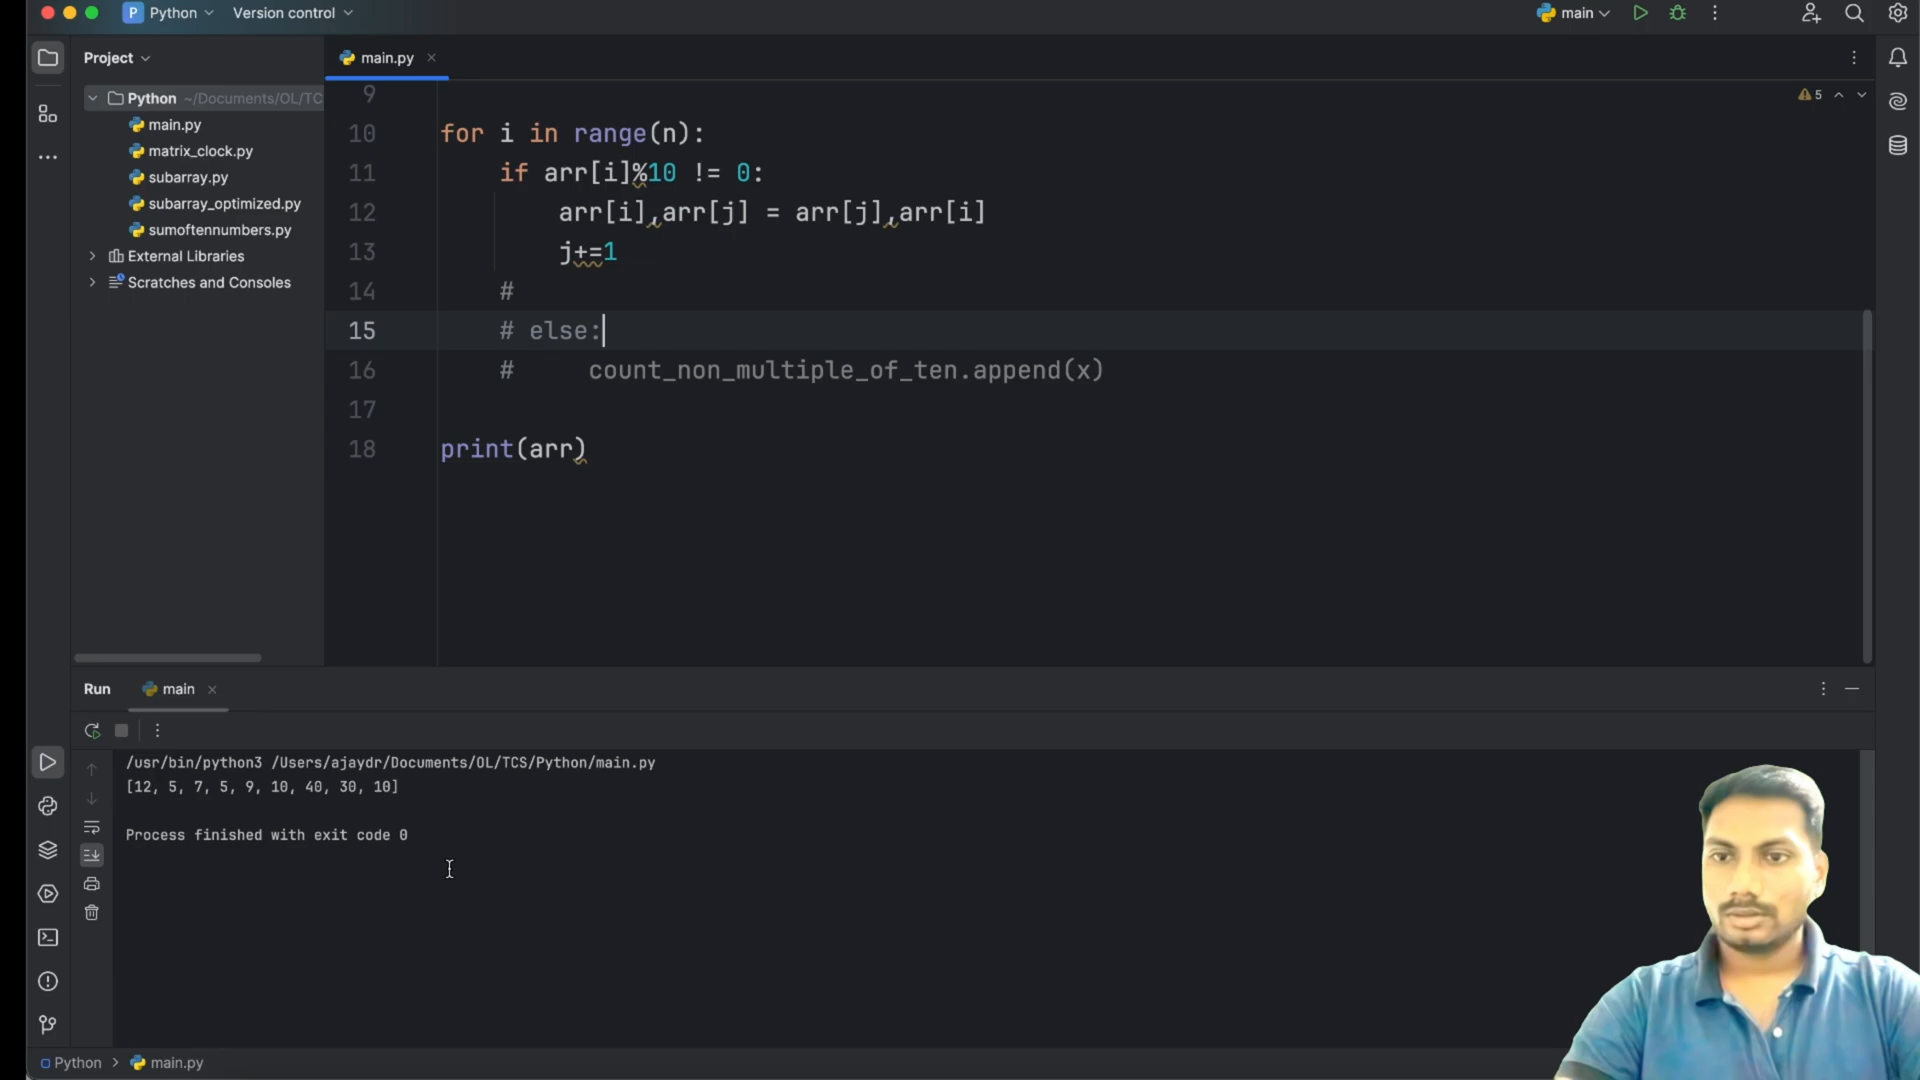 Python
Version control
main
Project
main.py
Python ~/Documents/OL/TC
main.py
matrix_clock.py
subarray.py
subarray_optimized.py
sumoftennumbers.py
External Libraries
Scratches and Consoles
5
9
10 for i in range(n):
11 if arr[i]%10 != 0:
12 arr[i],arr[j] = arr[j],arr[i]
13 j+=1
14 #
15 # else:
16 # count_non_multiple_of_ten.append(x)
17
18 print(arr)
Run
main
/usr/bin/python3 /Users/ajaydr/Documents/OL/TCS/Python/main.py
[12, 5, 7, 5, 9, 10, 40, 30, 10]
Process finished with exit code 0
Python > main.py